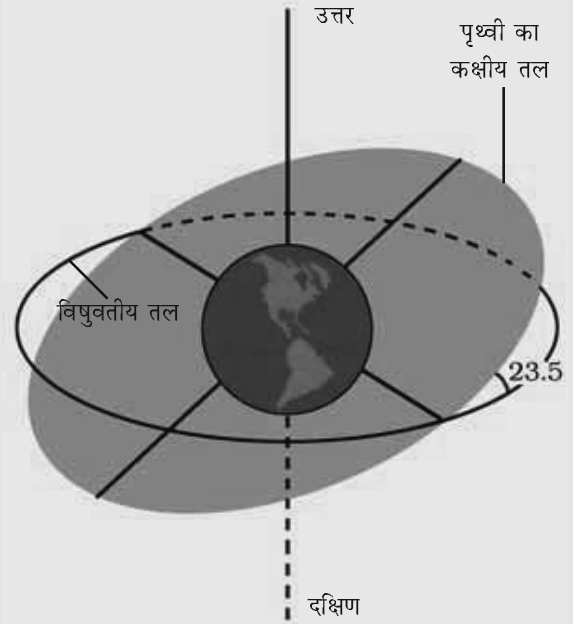 उत्तर
पृथ्वी का
कक्षीय तल
विषुवतीय तल
23.5
दक्षिण